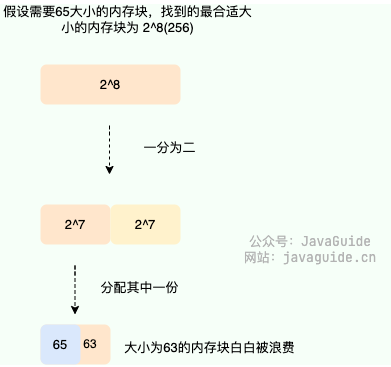 假设需要65大小的内存块，找到的最合适大
小的内存块为 2^8(256)
2^8
一分为二
2^7
2^7
公众号：JavaGuide
网站：javaguide.cn
分配其中一份
65
63
大小为63的内存块白白被浪费